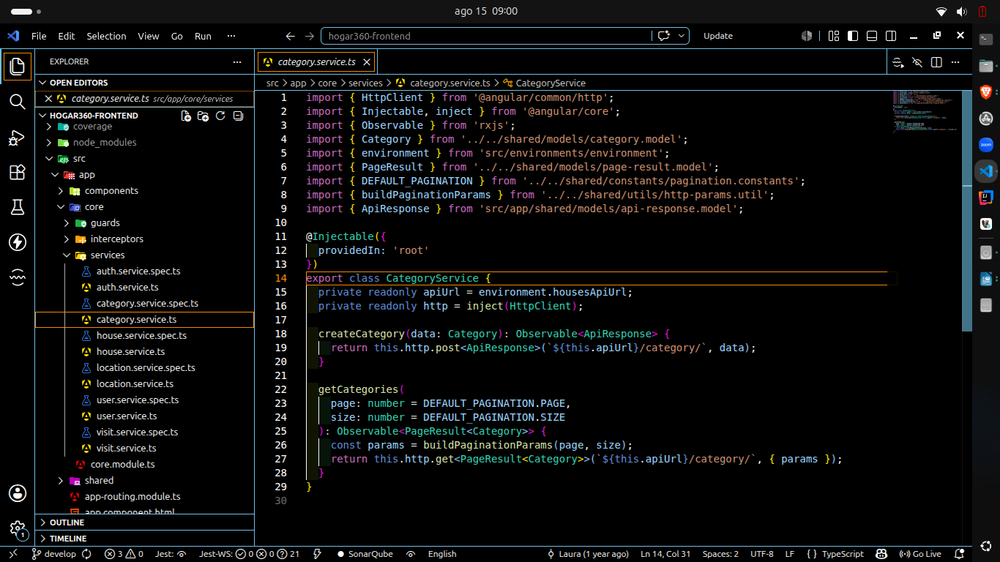 ago 15 09:00
File Edit Selection View Go Run ···
hogar360-frontend
Update
EXPLORER
OPEN EDITORS
category.service.ts src/app/core/services
HOGAR360-FRONTEND
coverage
node_modules
src
app
components
core
guards
interceptors
services
auth.service.spec.ts
auth.service.ts
category.service.spec.ts
category.service.ts
house.service.spec.ts
house.service.ts
location.service.spec.ts
location.service.ts
user.service.spec.ts
user.service.ts
visit.service.spec.ts
visit.service.ts
core.module.ts
shared
app-routing.module.ts
app.component.html
OUTLINE
TIMELINE
category.service.ts
src > app > core > services > category.service.ts > CategoryService
1 import { HttpClient } from '@angular/common/http';
2 import { Injectable, inject } from '@angular/core';
3 import { Observable } from 'rxjs';
4 import { Category } from '../../shared/models/category.model';
5 import { environment } from 'src/environments/environment';
6 import { PageResult } from '../../shared/models/page-result.model';
7 import { DEFAULT_PAGINATION } from '../../shared/constants/pagination.constants';
8 import { buildPaginationParams } from '../../shared/utils/http-params.util';
9 import { ApiResponse } from 'src/app/shared/models/api-response.model';
10
11 @Injectable({
12   providedIn: 'root'
13 })
14 export class CategoryService {
15   private readonly apiUrl = environment.housesApiUrl;
16   private readonly http = inject(HttpClient);
17
18   createCategory(data: Category): Observable<ApiResponse> {
19     return this.http.post<ApiResponse>(`${this.apiUrl}/category/`, data);
20   }
21
22   getCategories(
23     page: number = DEFAULT_PAGINATION.PAGE,
24     size: number = DEFAULT_PAGINATION.SIZE
25   ): Observable<PageResult<Category>> {
26     const params = buildPaginationParams(page, size);
27     return this.http.get<PageResult<Category>>(`${this.apiUrl}/category/`, { params });
28   }
29 }
30
zoom
1
develop 3 0 Jest: Jest-WS: 0 0 21 SonarQube English Laura (1 year ago) Ln 14, Col 31 Spaces: 2 UTF-8 LF { } TypeScript Go Live